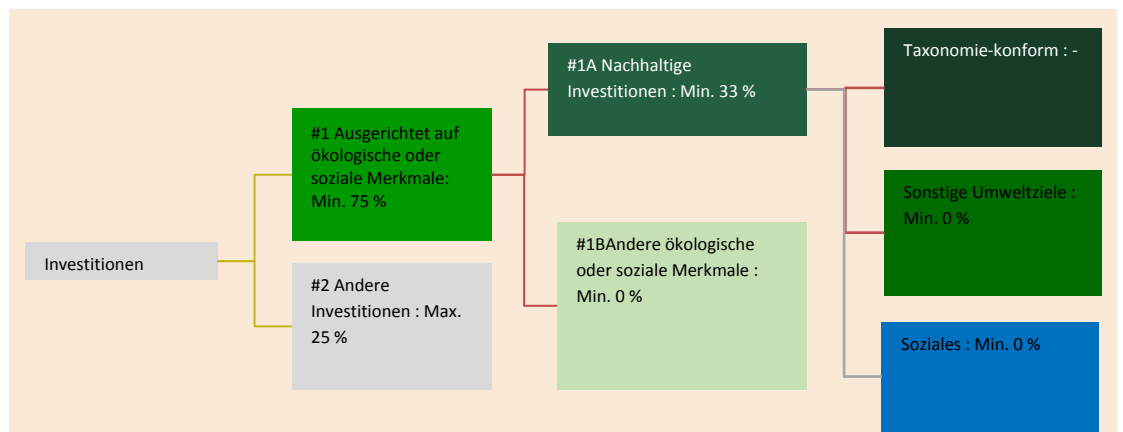 Investitionen
#1 Ausgerichtet auf
ökologische oder
soziale Merkmale:
Min. 75 %
#2 Andere
Investitionen : Max.
25 %
#1A Nachhaltige
Investitionen : Min. 33 %
#1BAndere ökologische
oder soziale Merkmale :
Min. 0 %
Taxonomie-konform : -
Sonstige Umweltziele :
Min. 0 %
Soziales : Min. 0 %